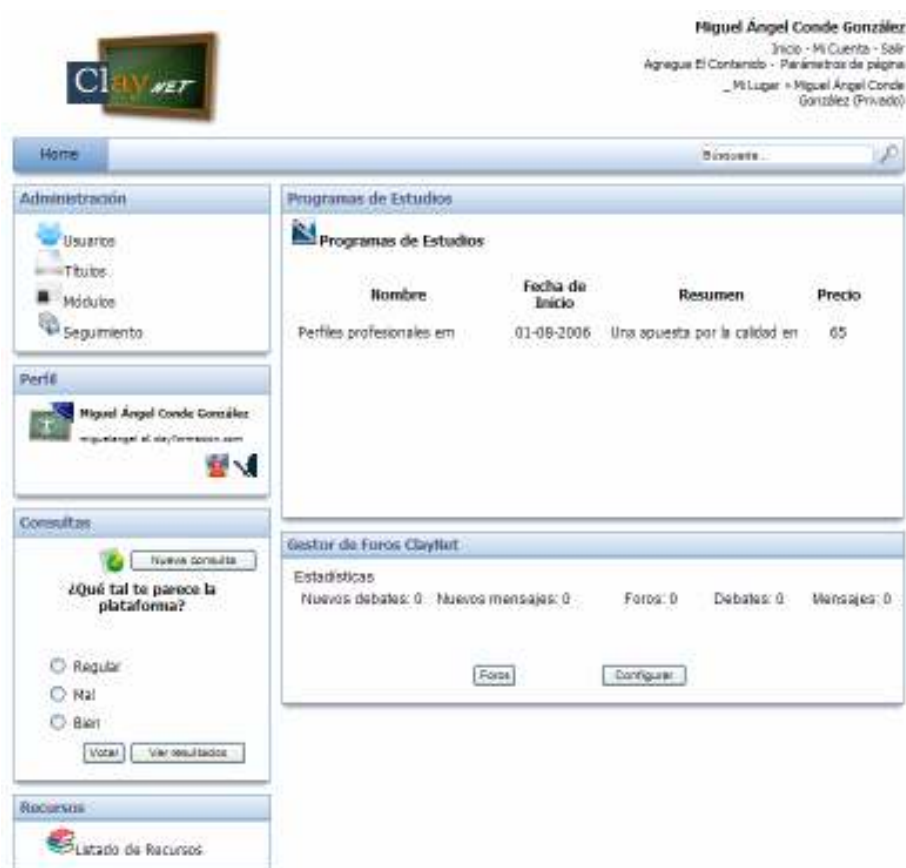 Clay NET
Miguel Ángel Conde González
Inicio - Mi Cuenta - Salir
Agregue El Contenido - Parámetros de página
_ Mi Lugar » Miguel Ángel Conde
González (Privado)
Home
Búsqueda...
Administración
Usuarios
Títulos
Módulos
Seguimiento
Perfil
Miguel Ángel Conde González
Consultas
Nueva consulta
¿Qué tal te parece la
plataforma?
Regular
Mal
Bien
Votar Ver resultados
Recursos
Listado de Recursos
Programas de Estudios
Programas de Estudios
Nombre Fecha de Inicio Resumen Precio
Perfiles profesionales em 01-08-2006 Una apuesta por la calidad en 65
Gestor de Foros ClayNet
Estadísticas
Nuevos debates: 0 Nuevos mensajes: 0 Foros: 0 Debates: 0 Mensajes: 0
Foros Configurar